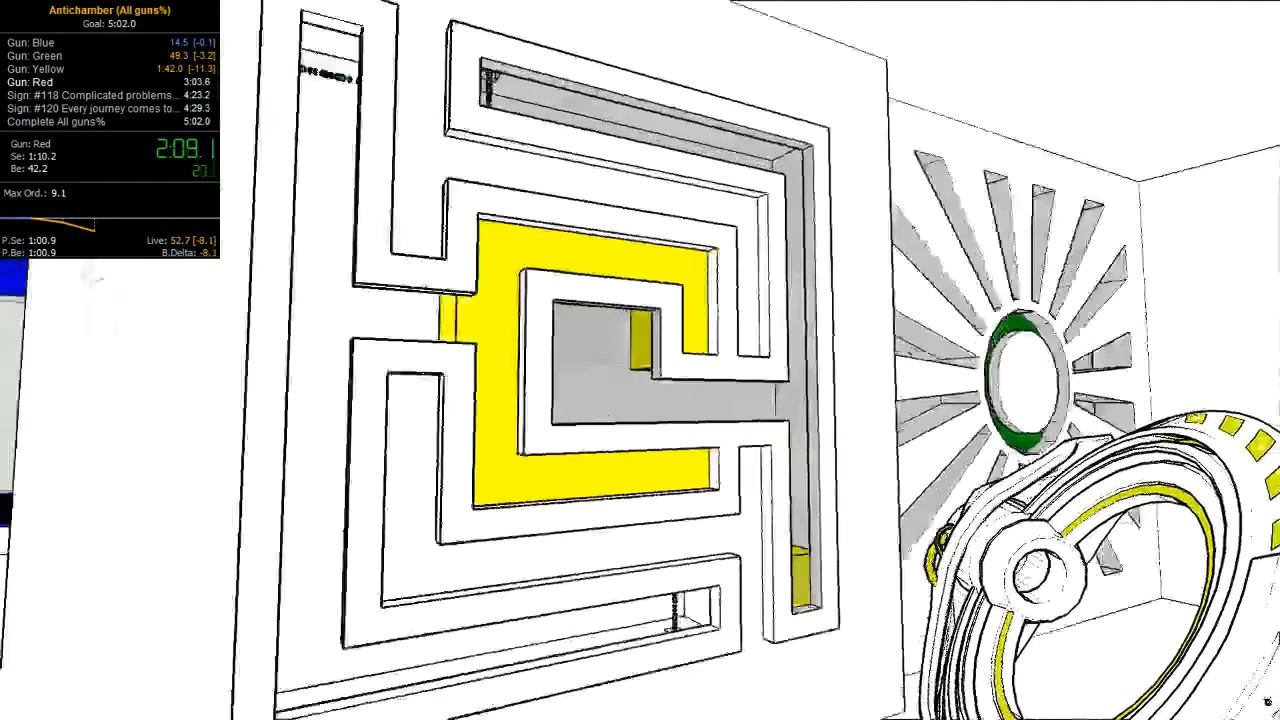 Antichamber (All guns%)
Goal: 5:02.0
Gun: Blue 14.5 [-0.1]
Gun: Green 49.3 [-3.2]
Gun: Yellow 1:42.0 [-11.3]
Gun: Red 3:03.6
Sign: #118 Complicated problems... 4:23.2
Sign: #120 Every journey comes to... 4:29.3
Complete All guns% 5:02.0
Gun: Red 2:09.1
Se: 1:10.2
Be: 42.2
Max Ord.: 9.1
P.Se: 1:00.9 Live: 52.7 [-8.1]
P.Be: 1:00.9 B.Delta: -8.1